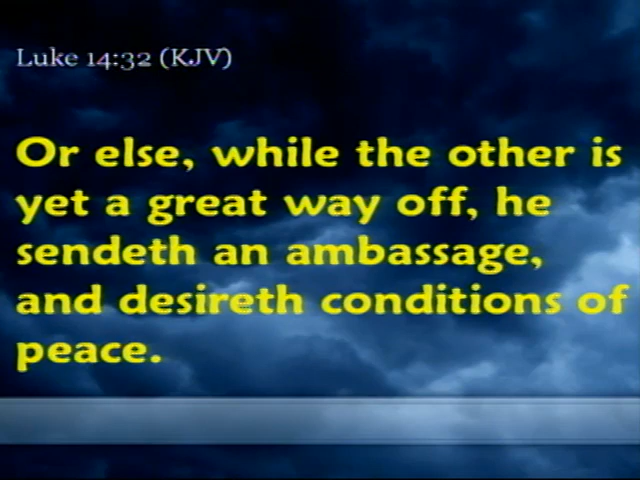 Luke 14:32 (KJV)
Or else, while the other is
yet a great way off, he
sendeth an ambassage,
and desireth conditions of
peace.